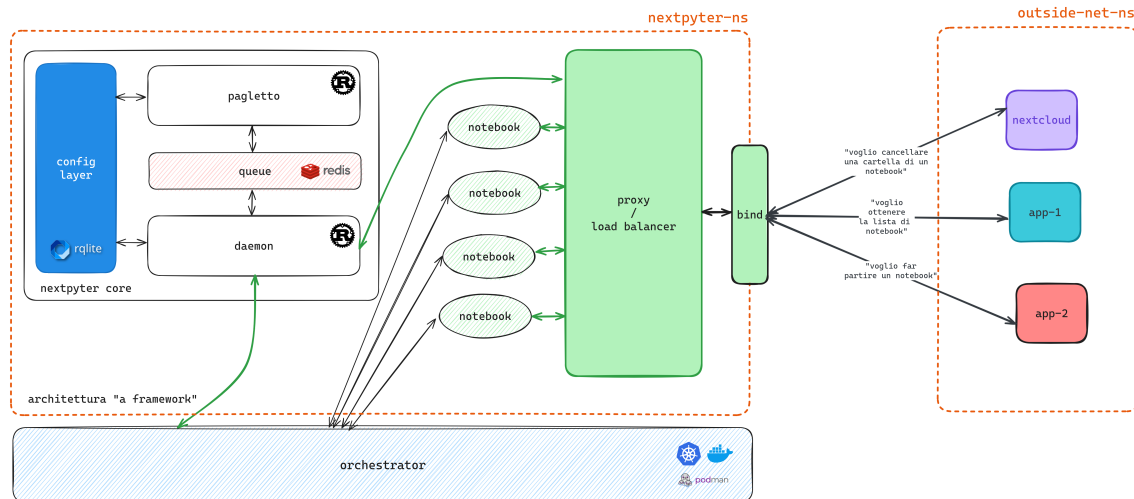 nextpyter-ns
outside-net-ns
pagletto
config
layer
queue
redis
daemon
rqlite
nextpyter core
notebook
notebook
notebook
notebook
proxy
/
load balancer
bind
"voglio cancellare
una cartella di un
notebook"
"voglio
ottenere
la lista di
notebook"
"voglio far
partire un notebook"
nextcloud
app-1
app-2
architettura "a framework"
orchestrator
podman